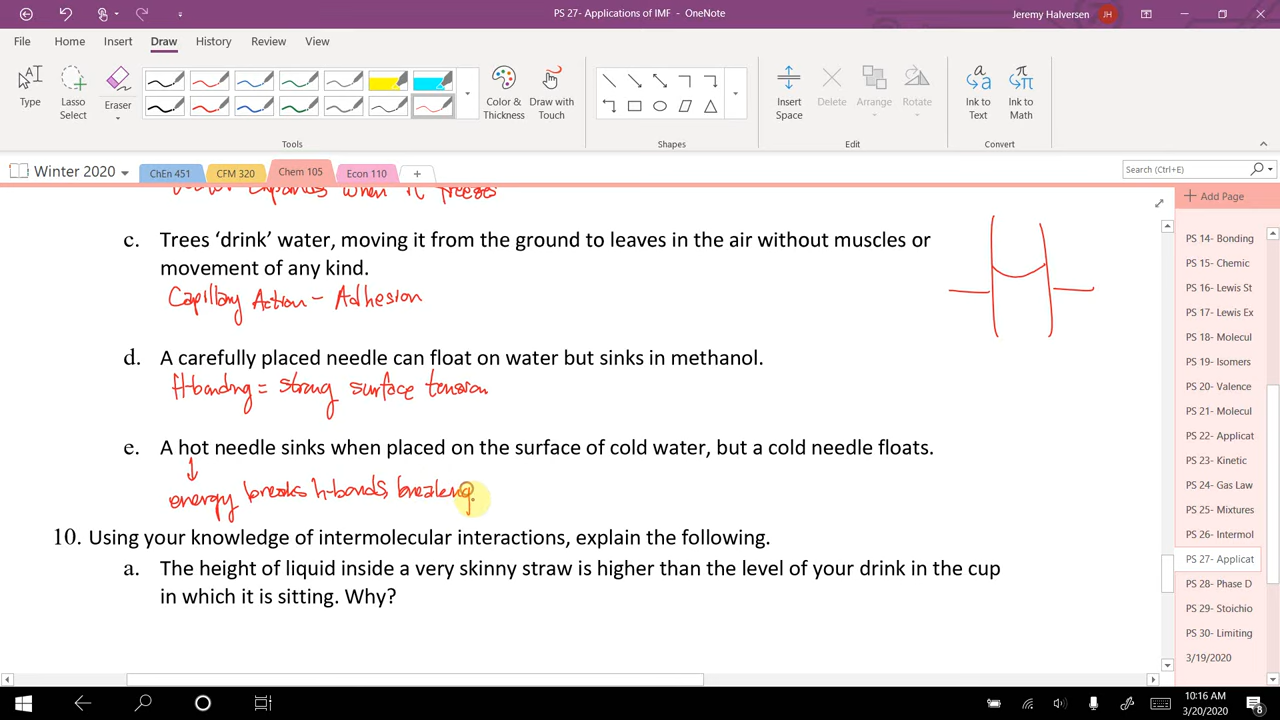 PS 27- Applications of IMF - OneNote
Jeremy Halversen JH
File Home Insert Draw History Review View
Type Lasso Select Eraser Color & Thickness Draw with Touch Insert Space Delete Arrange Rotate Ink to Text Ink to Math
Tools Shapes Edit Convert
Winter 2020 ChEn 451 CFM 320 Chem 105 Econ 110 Search (Ctrl+E)
Add Page
expands when it freezes
c. Trees ‘drink’ water, moving it from the ground to leaves in the air without muscles or
movement of any kind.
Capillary Action - Adhesion
d. A carefully placed needle can float on water but sinks in methanol.
H-bonding = strong surface tension
e. A hot needle sinks when placed on the surface of cold water, but a cold needle floats.
energy breaks h-bonds,
10. Using your knowledge of intermolecular interactions, explain the following.
a. The height of liquid inside a very skinny straw is higher than the level of your drink in the cup
in which it is sitting. Why?
PS 14- Bonding
PS 15- Chemic
PS 16- Lewis St
PS 17- Lewis Ex
PS 18- Molecul
PS 19- Isomers
PS 20- Valence
PS 21- Molecul
PS 22- Applicat
PS 23- Kinetic
PS 24- Gas Law
PS 25- Mixtures
PS 26- Intermol
PS 27- Applicat
PS 28- Phase D
PS 29- Stoichio
PS 30- Limiting
3/19/2020
10:16 AM
3/20/2020
8